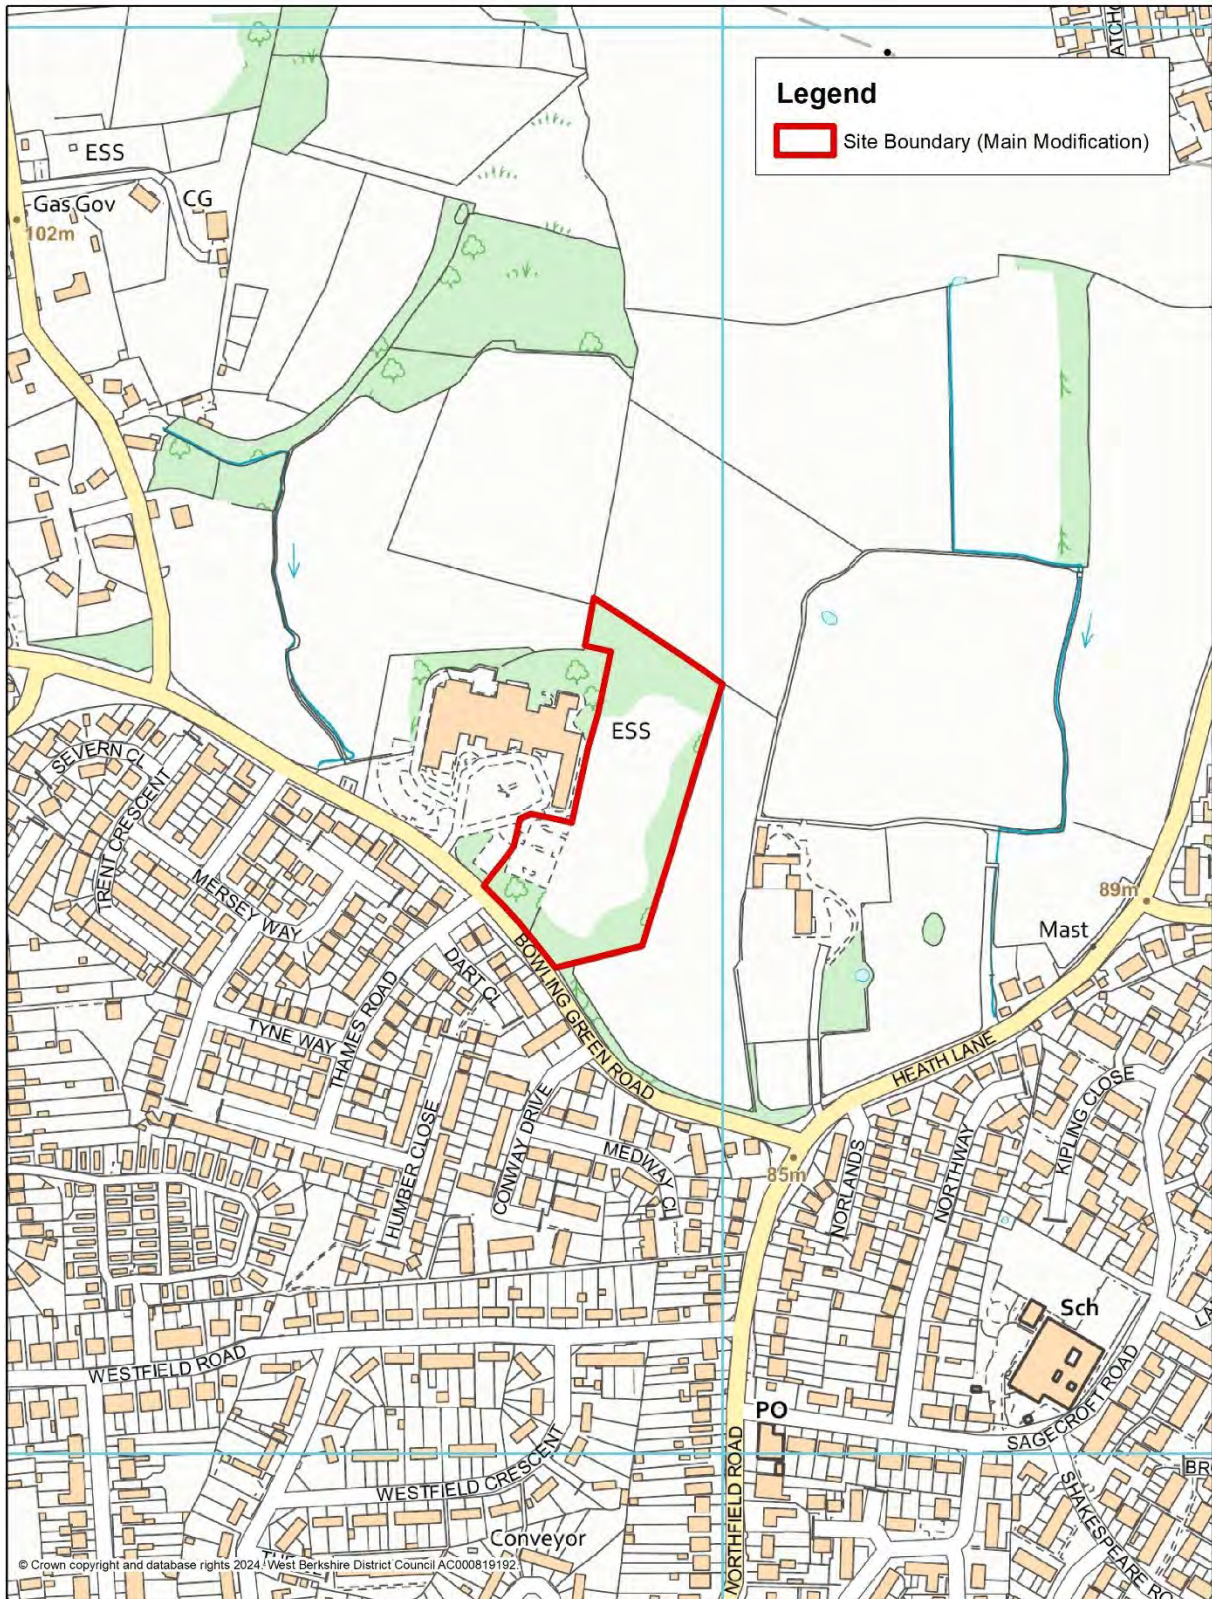 ATCHO
Legend
Site Boundary (Main Modification)
ESS
Gas Gov
CG
102m
ESS
SEVERN CL
TRENT CRESCENT
MERSEY WAY
89m
Mast
BOWLING GREEN ROAD
DART CL
THAMES ROAD
TYNE WAY
HEATH LANE
KIPLING CLOSE
HUMBER CLOSE
CONWAY DRIVE
MEDWAY CL
85m
NORLANDS
NORTHWAY
Sch
WESTFIELD ROAD
PO
SAGECROFT ROAD
NORTHFIELD ROAD
WESTFIELD CRESCENT
SHAKESPEARE RO
Conveyor
© Crown copyright and database rights 2024. West Berkshire District Council AC000819192.